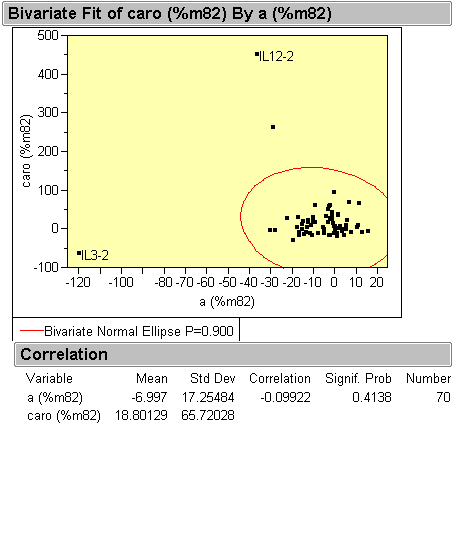 Bivariate Fit of caro (%m82) By a (%m82)
500
400
300
200
100
0
-100
caro (%m82)
IL12-2
IL3-2
-120 -100 -80 -60 -50 -40 -30 -20 -10 0 10 20
a (%m82)
Bivariate Normal Ellipse P=0.900
Correlation
Variable Mean Std Dev Correlation Signif. Prob Number
a (%m82) -6.997 17.25484 -0.09922 0.4138 70
caro (%m82) 18.80129 65.72028